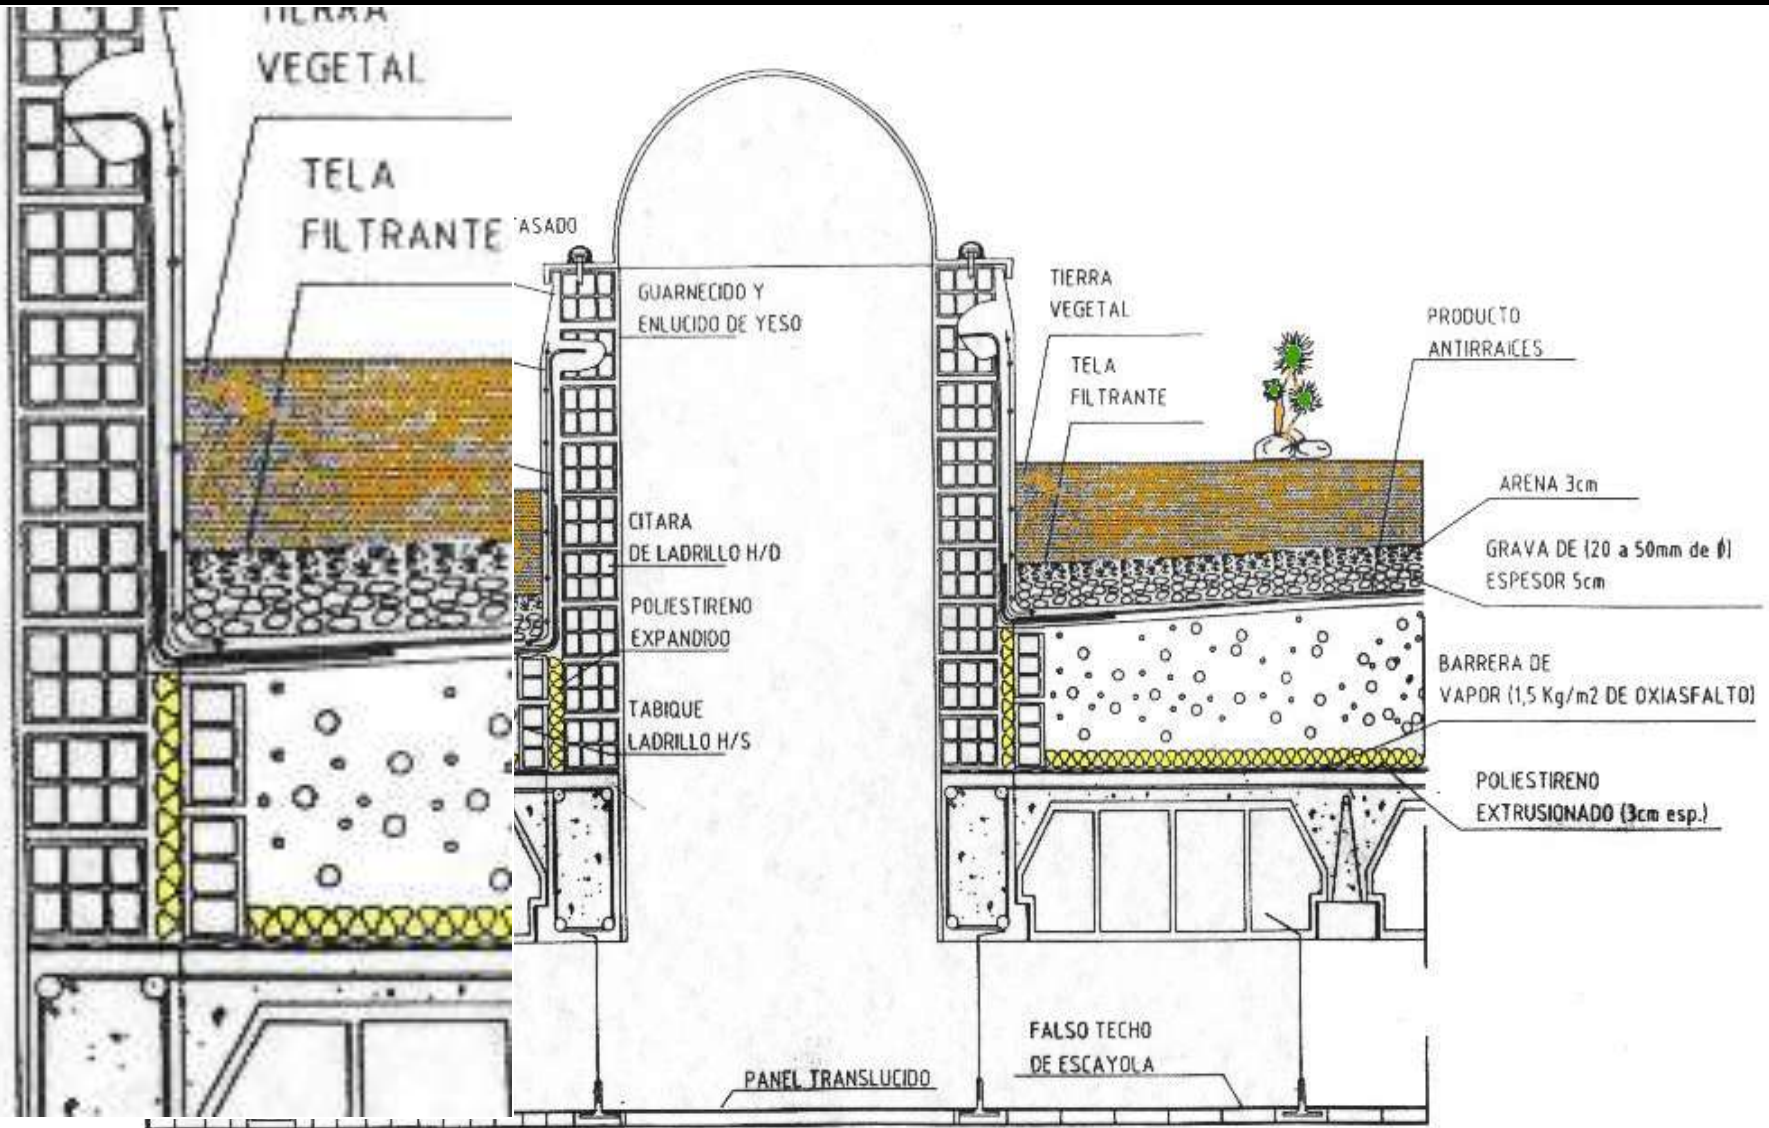 TIERRA
VEGETAL
TELA
FILTRANTE
ASADO
GUARNECIDO Y
ENLUCIDO DE YESO
CITARA
DE LADRILLO H/D
POLIESTIRENO
EXPANDIDO
TABIQUE
LADRILLO H/S
TIERRA
VEGETAL
TELA
FILTRANTE
PRODUCTO
ANTIRRAICES
ARENA 3cm
GRAVA DE (20 a 50mm de ϕ)
ESPESOR 5cm
BARRERA DE
VAPOR (1,5 Kg/m2 DE OXIASFALTO)
POLIESTIRENO
EXTRUSIONADO (3cm esp.)
FALSO TECHO
DE ESCAYOLA
PANEL TRANSLUCIDO